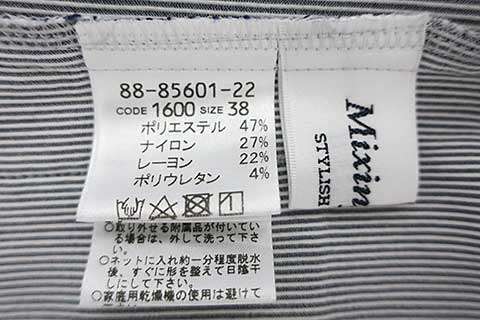 88-85601-22
CODE 1600 SIZE 38
ポリエステル 47%
ナイロン 27%
レーヨン 22%
ポリウレタン 4%
○取り外せる附属品が付いてい
る場合は、外して洗って下さ
い。
○ネットに入れ約一分程度脱水
後、すぐに形を整えて日陰干
しにして下さい。
○家庭用乾燥機の使用は避けて
Mixin
STYLISH